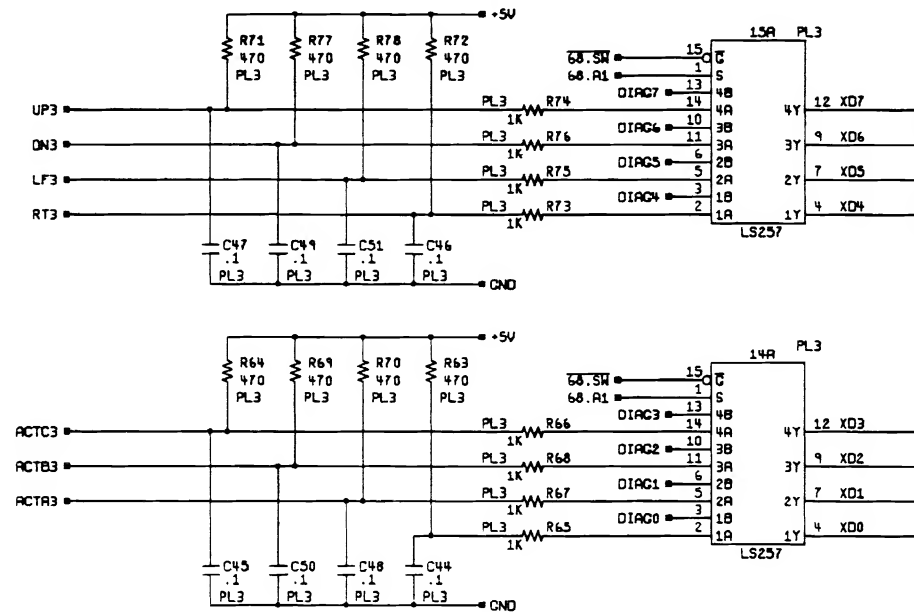 +5V
R71 R77 R78 R72
470 470 470 470
PL3 PL3 PL3 PL3
15A PL3
68.SW 15 G
68.A1 1 S
DIAG7 13 4B
UP3 PL3 1K R74 14 4A 4Y 12 XD7
DIAG6 10 3B
DN3 PL3 1K R76 11 3A 3Y 9 XD6
DIAG5 6 2B
LF3 PL3 1K R75 5 2A 2Y 7 XD5
DIAG4 3 1B
RT3 PL3 1K R73 2 1A 1Y 4 XD4
LS257
C47 C49 C51 C46
.1 .1 .1 .1
PL3 PL3 PL3 PL3
GND
+5V
R64 R69 R70 R63
470 470 470 470
PL3 PL3 PL3 PL3
14A PL3
68.SW 15 G
68.A1 1 S
DIAG3 13 4B
ACTC3 PL3 1K R66 14 4A 4Y 12 XD3
DIAG2 10 3B
ACTB3 PL3 1K R68 11 3A 3Y 9 XD2
DIAG1 6 2B
ACTA3 PL3 1K R67 5 2A 2Y 7 XD1
DIAG0 3 1B
PL3 1K R65 2 1A 1Y 4 XD0
LS257
C45 C50 C48 C44
.1 .1 .1 .1
PL3 PL3 PL3 PL3
GND